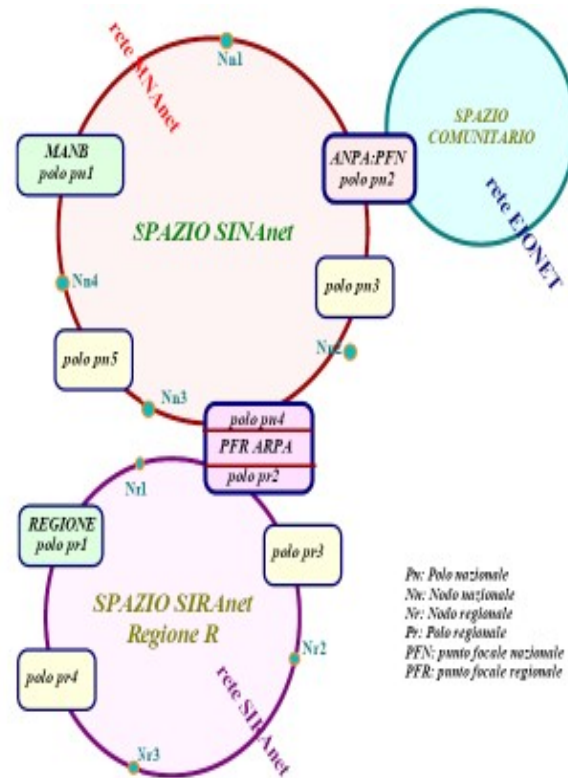 rete SINAnet
Nn1
SPAZIO
COMUNITARIO
MANB
polo pn1
ANPA:PFN
polo pn2
rete EIONET
SPAZIO SINAnet
Nn4
polo pn3
Nn2
polo pn5
Nn3
polo pn4
PFR ARPA
polo pr2
Nr1
REGIONE
polo pr1
polo pr3
SPAZIO SIRAnet
Regione R
Pn: Polo nazionale
Nn: Nodo nazionale
Nr: Nodo regionale
Pr: Polo regionale
PFN: punto focale nazionale
PFR: punto focale regionale
Nr2
polo pr4
rete SIRAnet
Nr3